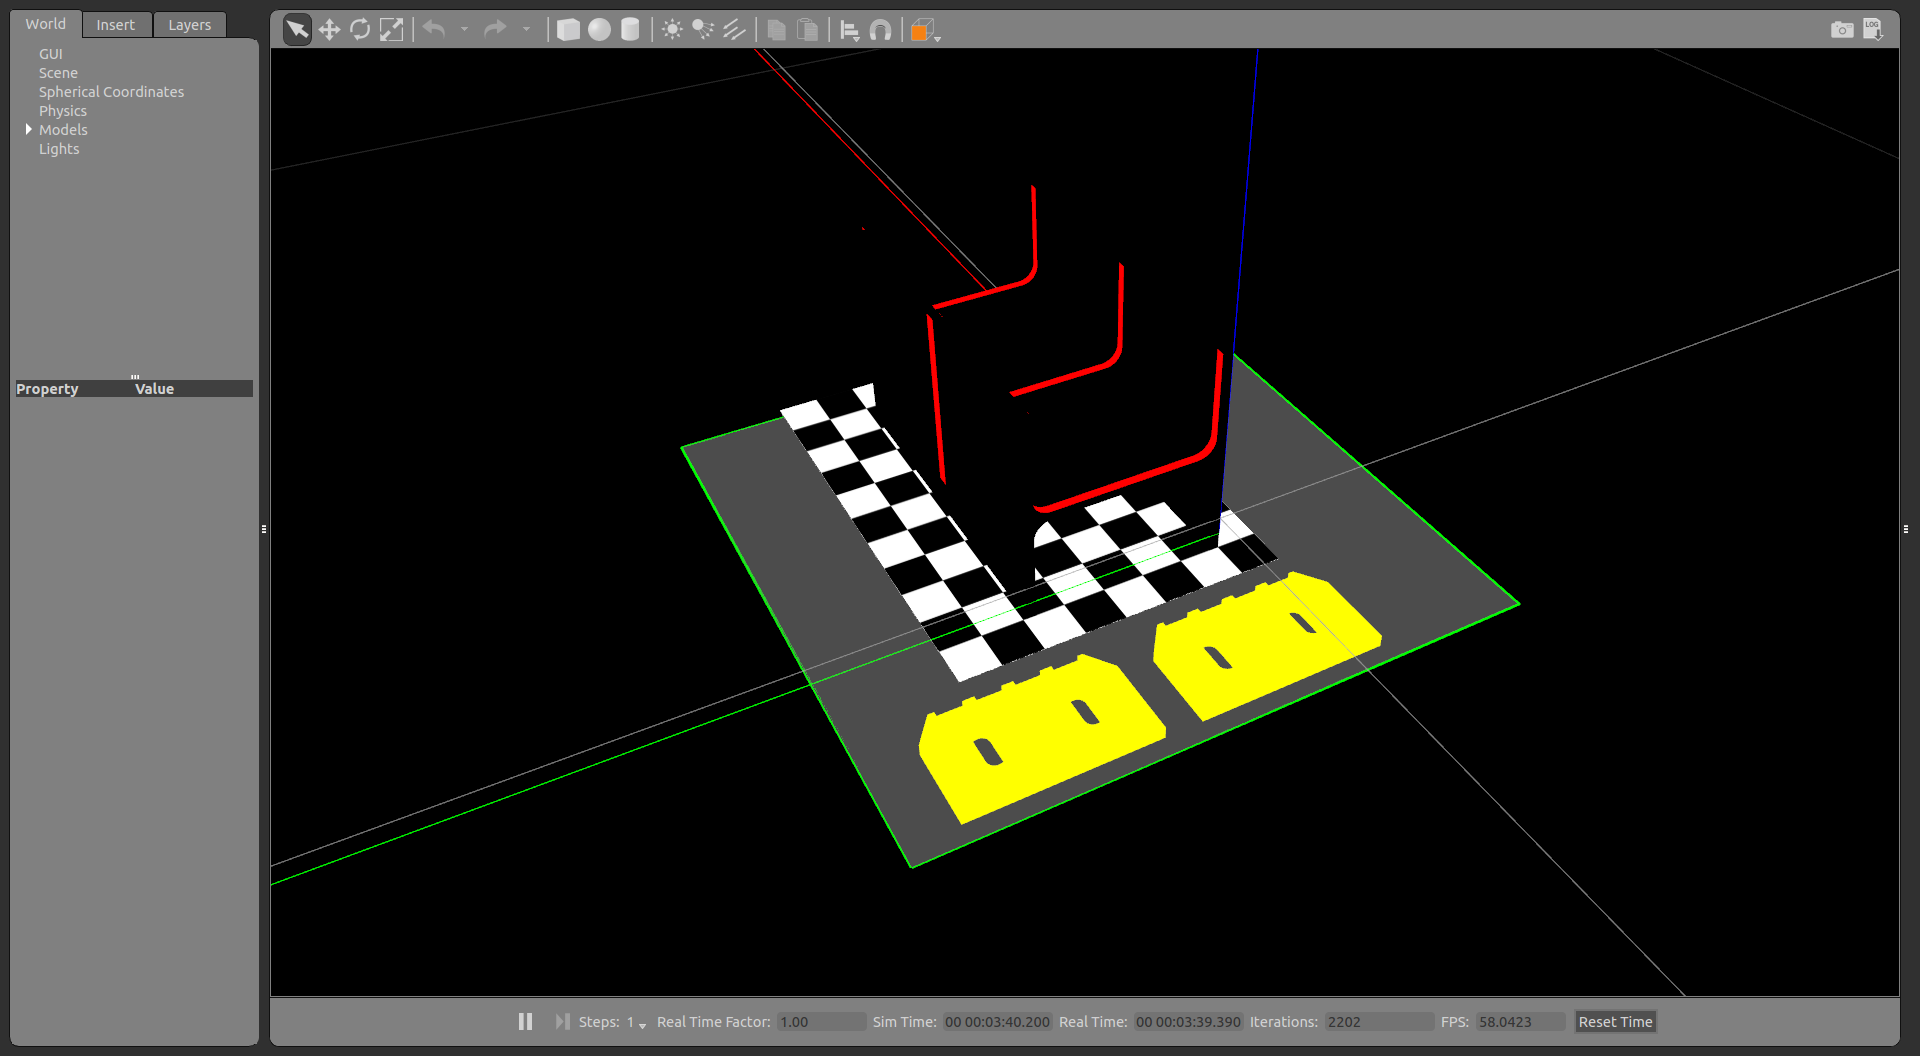 World Insert Layers
GUI
Scene
Spherical Coordinates
Physics
Models
Lights
Property Value
LOG
Steps: 1 Real Time Factor: 1.00 Sim Time: 00 00:03:40.200 Real Time: 00 00:03:39.390 Iterations: 2202 FPS: 58.0423 Reset Time